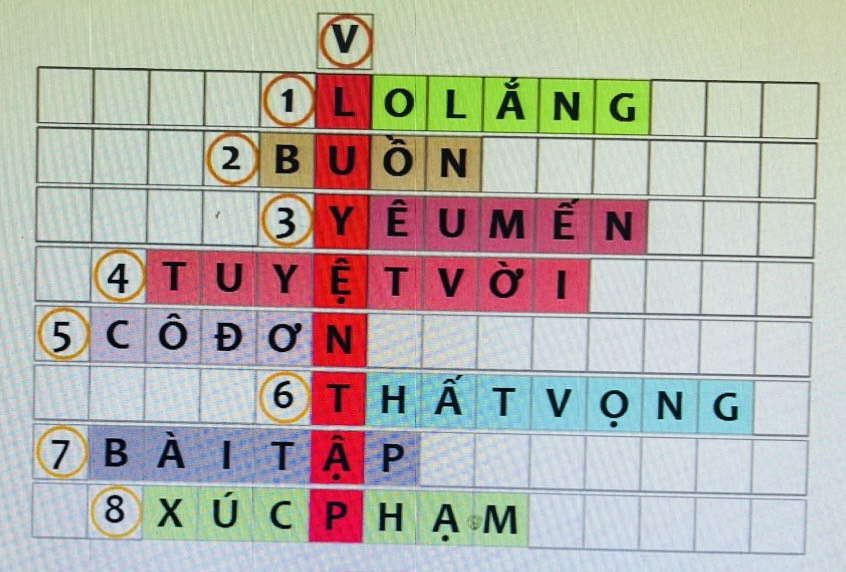 V
1 LOLẮNG
2 BUỒN
3 YÊUMẾN
4 TUYỆTVỜI
5 CÔĐƠN
6 THẤTVỌNG
7 BÀITẬP
8 XÚCPHẠM